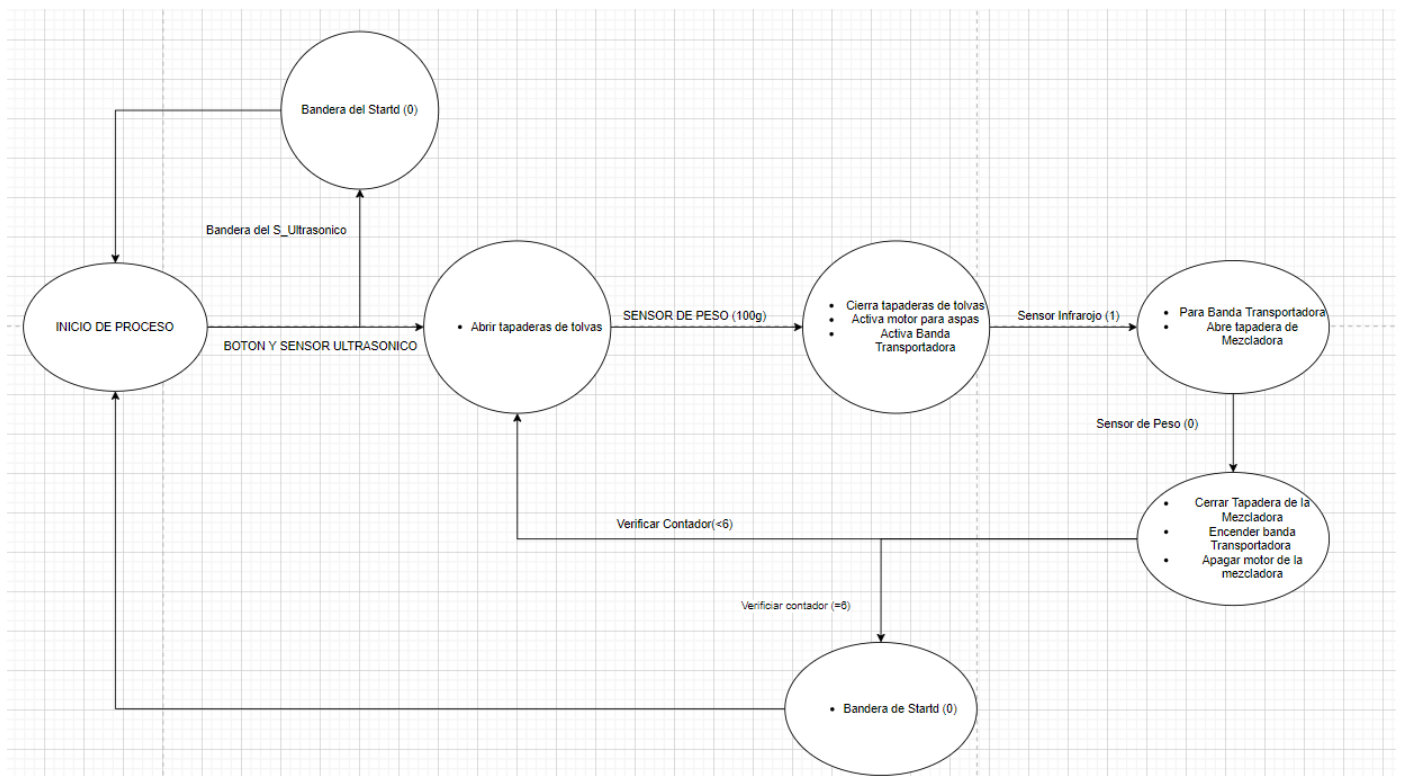 Bandera del Startd (0)
Bandera del S_Ultrasonico
INICIO DE PROCESO
BOTON Y SENSOR ULTRASONICO
• Abrir tapaderas de tolvas
SENSOR DE PESO (100g)
• Cierra tapaderas de tolvas
• Activa motor para aspas
• Activa Banda
Transportadora
Sensor Infrarojo (1)
• Para Banda Transportadora
• Abre tapadera de
Mezcladora
Sensor de Peso (0)
• Cerrar Tapadera de la
Mezcladora
• Encender banda
Transportadora
• Apagar motor de la
mezcladora
Verificar Contador(<6)
Verificiar contador (=6)
• Bandera de Startd (0)